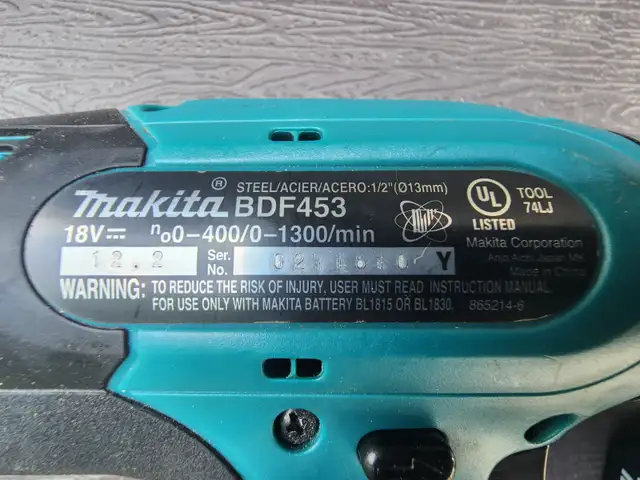 Makita® STEEL/ACIER/ACERO:1/2"(Ø13mm)
BDF453
18V⎓ nо0-400/0-1300/min
12.2 Ser. No. Y
WARNING: TO REDUCE THE RISK OF INJURY, USER MUST READ INSTRUCTION MANUAL.
FOR USE ONLY WITH MAKITA BATTERY BL1815 OR BL1830. 865214-6
UL ® TOOL
LISTED 74LJ
Makita Corporation
Anjo Aichi Japan MK
Made in China